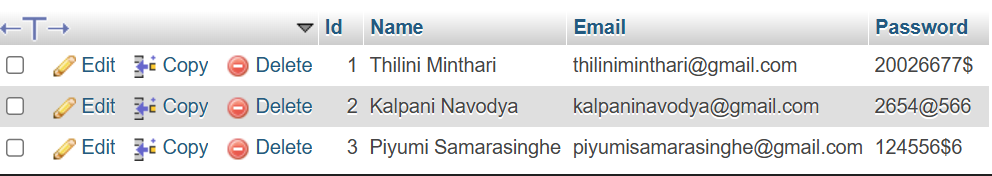 Id Name Email Password
Edit Copy Delete 1 Thilini Minthari thiliniminthari@gmail.com 20026677$
Edit Copy Delete 2 Kalpani Navodya kalpaninavodya@gmail.com 2654@566
Edit Copy Delete 3 Piyumi Samarasinghe piyumisamarasinghe@gmail.com 124556$6